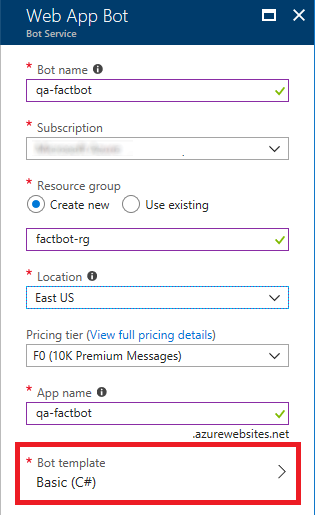 Web App Bot
Bot Service
* Bot name
qa-factbot
* Subscription
* Resource group
Create new Use existing
factbot-rg
* Location
East US
Pricing tier (View full pricing details)
F0 (10K Premium Messages)
* App name
qa-factbot
.azurewebsites.net
* Bot template
Basic (C#)